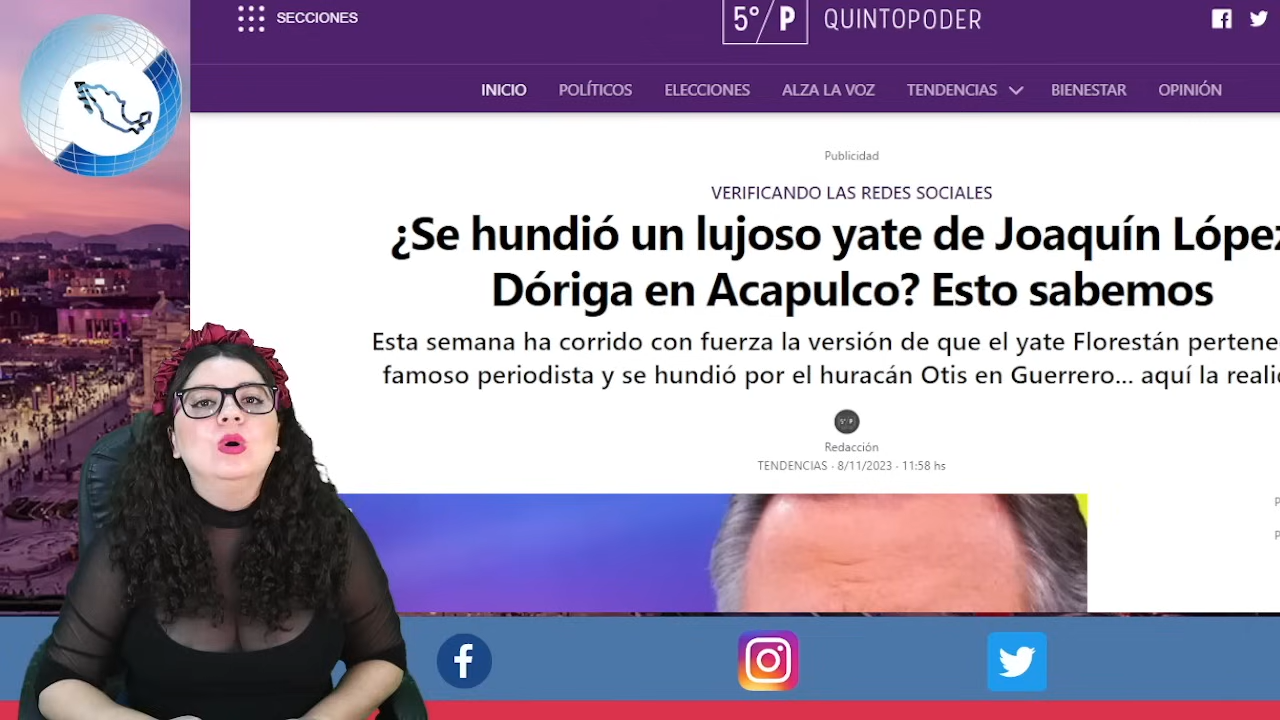 SECCIONES
5°/P QUINTOPODER
INICIO POLÍTICOS ELECCIONES ALZA LA VOZ TENDENCIAS BIENESTAR OPINIÓN
Publicidad
VERIFICANDO LAS REDES SOCIALES
¿Se hundió un lujoso yate de Joaquín López
Dóriga en Acapulco? Esto sabemos
Esta semana ha corrido con fuerza la versión de que el yate Florestán pertene
famoso periodista y se hundió por el huracán Otis en Guerrero... aquí la reali
Redacción
TENDENCIAS - 8/11/2023 - 11:58 hs